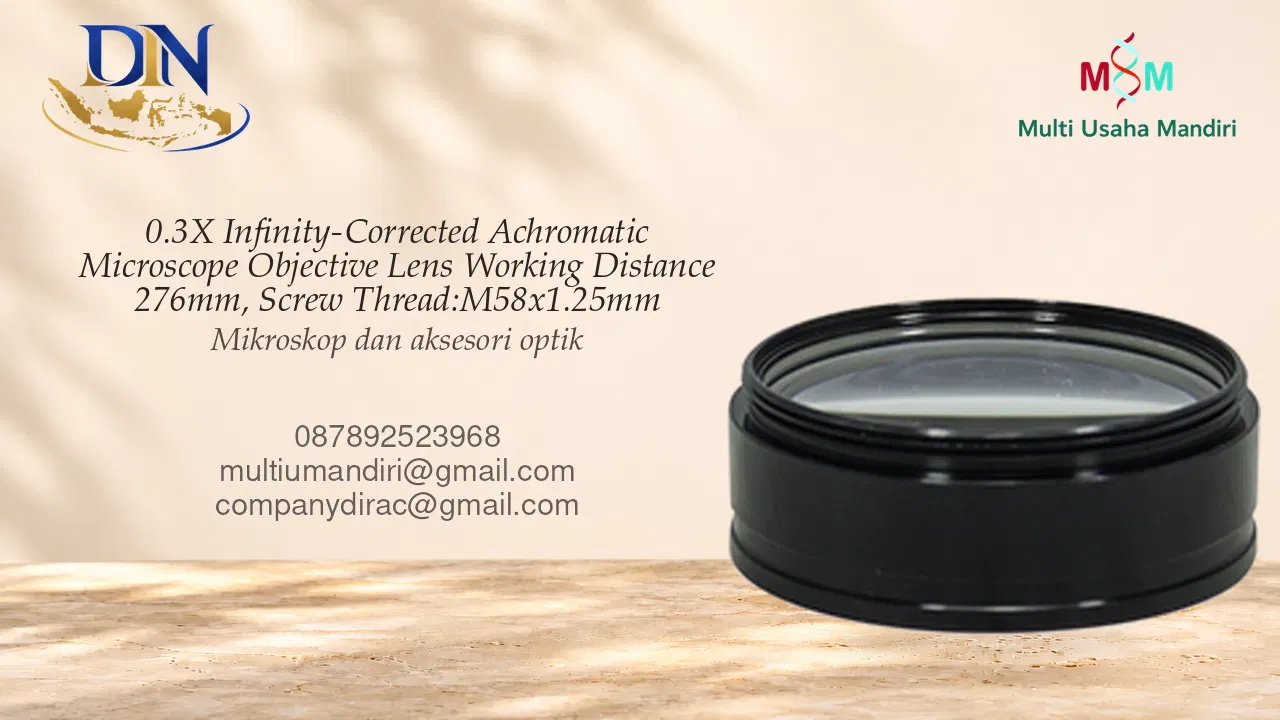 DIN
M M
Multi Usaha Mandiri
0.3X Infinity-Corrected Achromatic
Microscope Objective Lens Working Distance
276mm, Screw Thread:M58x1.25mm
Mikroskop dan aksesori optik
087892523968
multiumandiri@gmail.com
companydirac@gmail.com